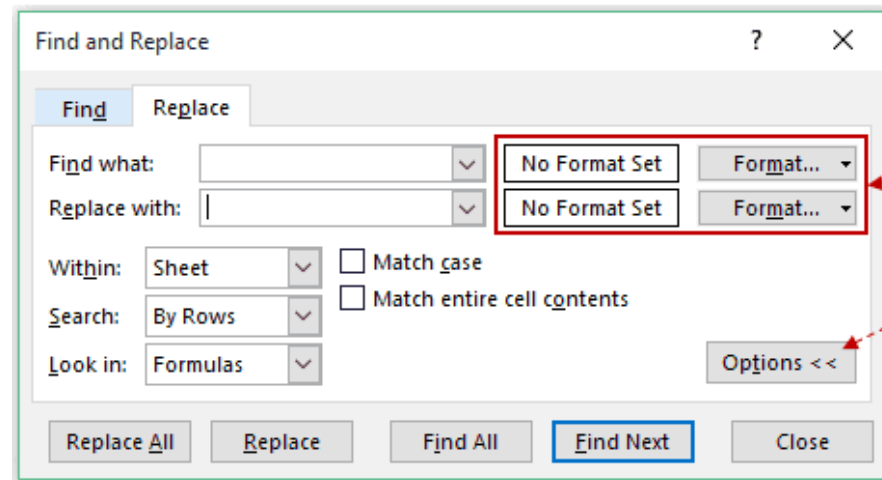 Find and Replace ? X
Find Replace
Find what: No Format Set Format...
Replace with: No Format Set Format...
Within: Sheet Match case
Match entire cell contents
Search: By Rows
Look in: Formulas Options <<
Replace All Replace Find All Find Next Close